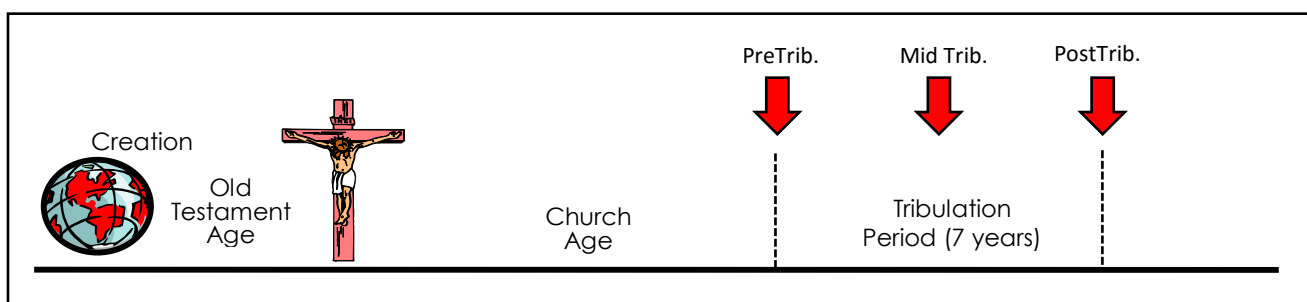 PreTrib.
Mid Trib.
PostTrib.
Creation
Old
Testament
Age
Church
Age
Tribulation
Period (7 years)